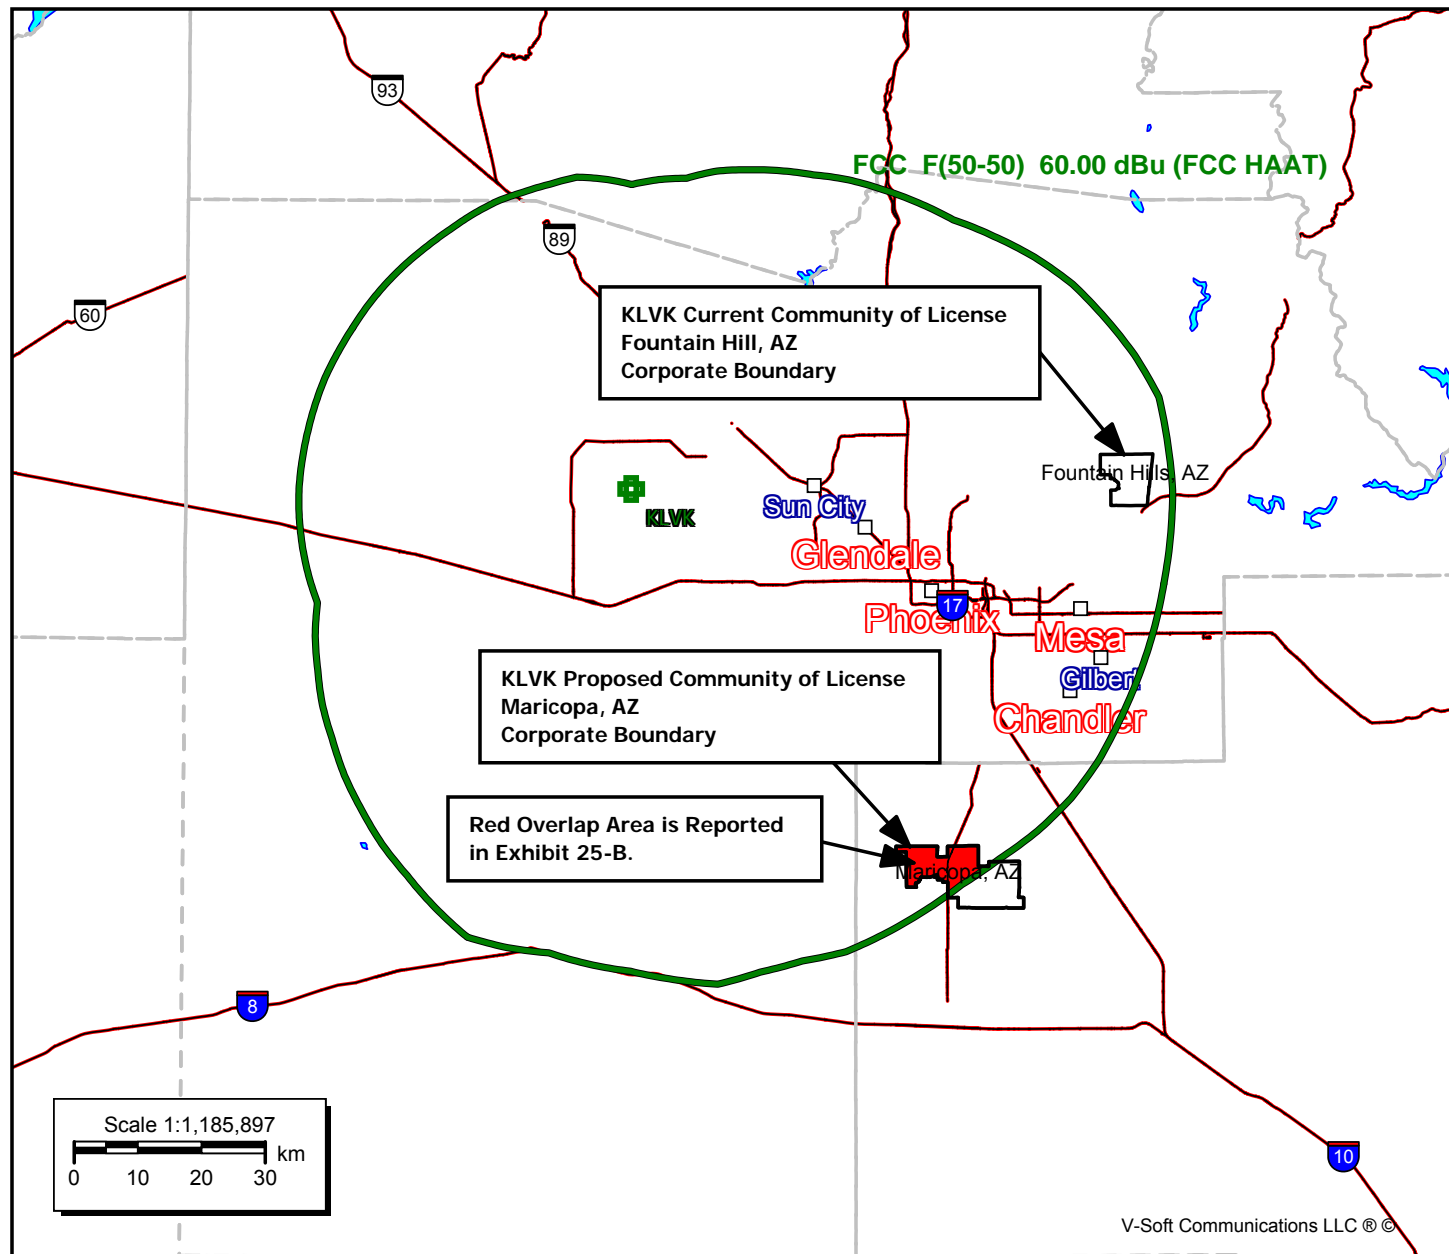 93
FCC F(50-50) 60.00 dBu (FCC HAAT)
89
60
KLVK Current Community of License
Fountain Hill, AZ
Corporate Boundary
Fountain Hills, AZ
Sun City
KLVK
Glendale
17
Phoenix
Mesa
Gilbert
Chandler
KLVK Proposed Community of License
Maricopa, AZ
Corporate Boundary
Red Overlap Area is Reported
in Exhibit 25-B.
Maricopa, AZ
8
Scale 1:1,185,897
km
0 10 20 30
10
V-Soft Communications LLC ® ©